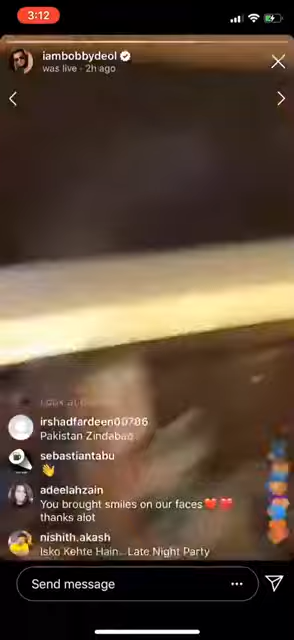 3:12
iambobbydeol
was live · 2h ago
irshadfardeen00786
Pakistan Zindabad
sebastiantabu
👋
adeelahzain
You brought smiles on our faces❤️❤️
thanks alot
nishith.akash
Isko Kehte Hain.. Late Night Party
Send message